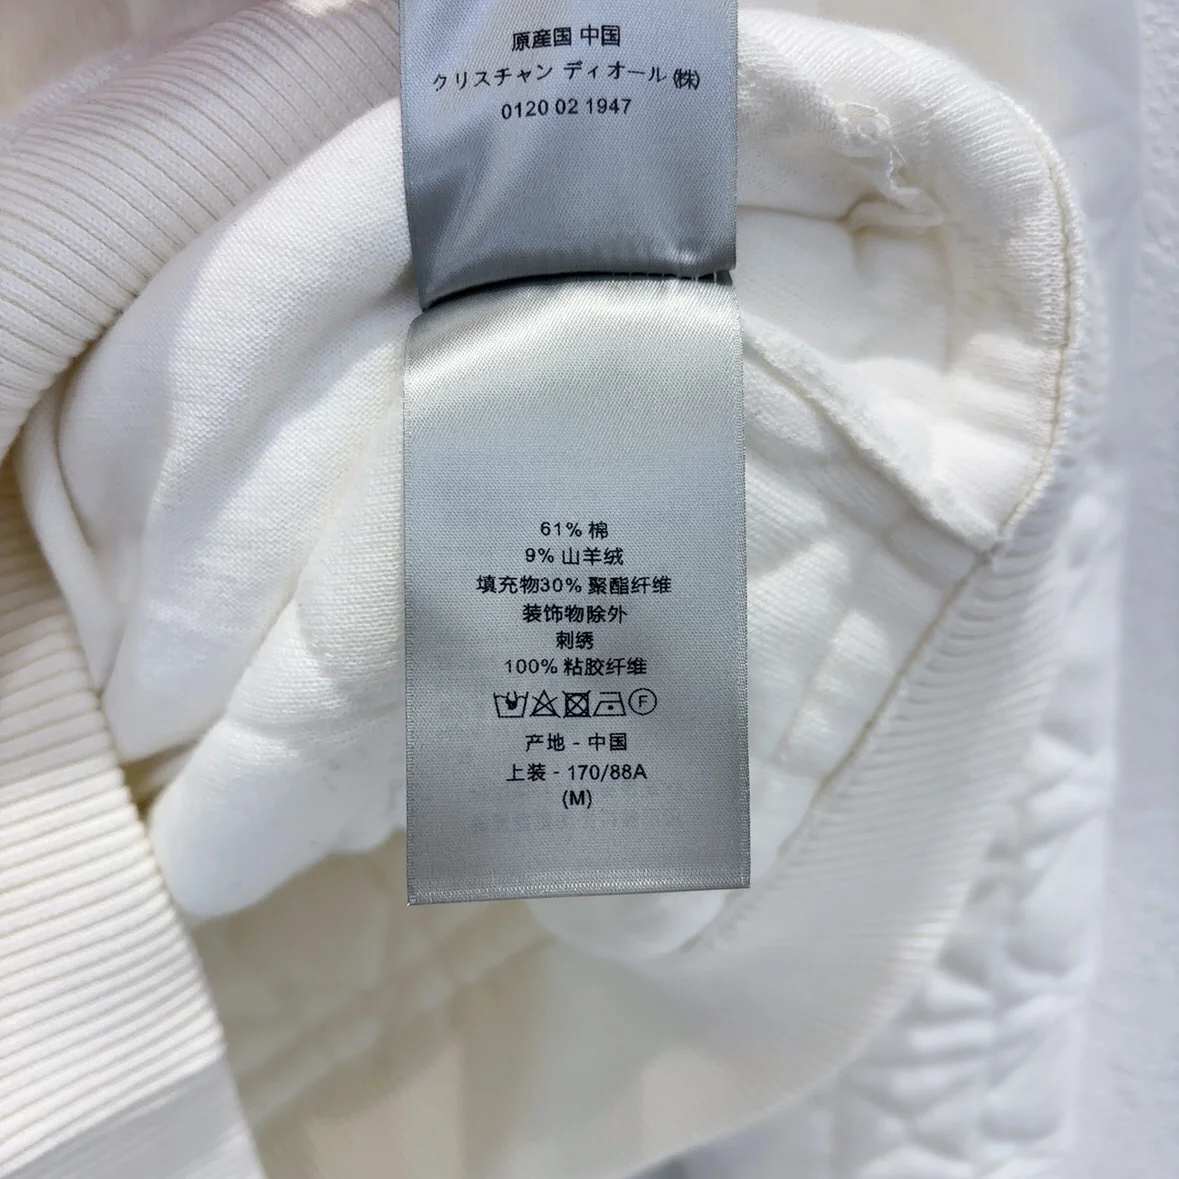 原産国 中国
クリスチャン ディオール ㈱
0120 02 1947
61% 棉
9% 山羊绒
填充物30% 聚酯纤维
装饰物除外
刺绣
100% 粘胶纤维
F
产地 - 中国
上装 - 170/88A
(M)